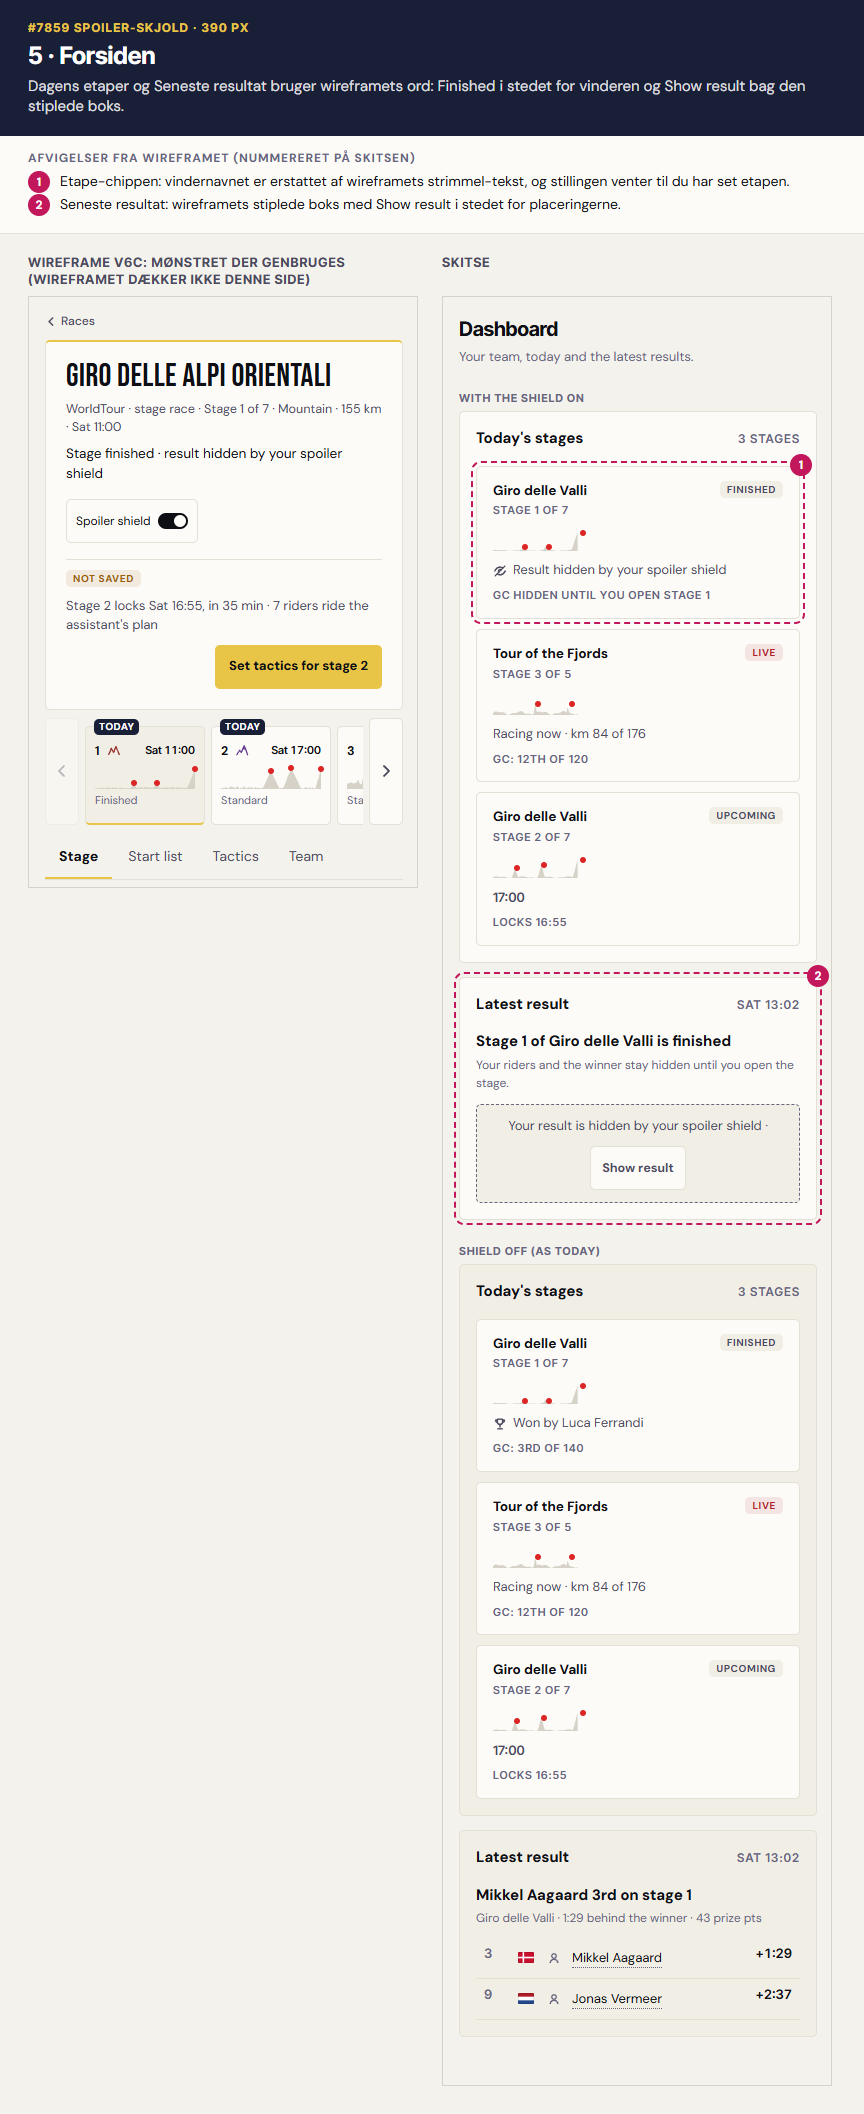 #7859 SPOILER-SKJOLD · 390 PX
5 · Forsiden
Dagens etaper og Seneste resultat bruger wireframets ord: Finished i stedet for vinderen og Show result bag den
stiplede boks.
AFVIGELSER FRA WIREFRAMET (NUMMERERET PÅ SKITSEN)
1 Etape-chippen: vindernavnet er erstattet af wireframets strimmel-tekst, og stillingen venter til du har set etapen.
2 Seneste resultat: wireframets stiplede boks med Show result i stedet for placeringerne.
WIREFRAME V6C: MØNSTRET DER GENBRUGES
(WIREFRAMET DÆKKER IKKE DENNE SIDE)
Races
GIRO DELLE ALPI ORIENTALI
WorldTour · stage race · Stage 1 of 7 · Mountain · 155 km
· Sat 11:00
Stage finished · result hidden by your spoiler
shield
Spoiler shield
NOT SAVED
Stage 2 locks Sat 16:55, in 35 min · 7 riders ride the
assistant's plan
Set tactics for stage 2
TODAY
TODAY
1 Sat 11:00
2 Sat 17:00
3
Finished
Standard
Sta
Stage Start list Tactics Team
SKITSE
Dashboard
Your team, today and the latest results.
WITH THE SHIELD ON
Today's stages 3 STAGES
1
Giro delle Valli FINISHED
STAGE 1 OF 7
Result hidden by your spoiler shield
GC HIDDEN UNTIL YOU OPEN STAGE 1
Tour of the Fjords LIVE
STAGE 3 OF 5
Racing now · km 84 of 176
GC: 12TH OF 120
Giro delle Valli UPCOMING
STAGE 2 OF 7
17:00
LOCKS 16:55
2
Latest result SAT 13:02
Stage 1 of Giro delle Valli is finished
Your riders and the winner stay hidden until you open the
stage.
Your result is hidden by your spoiler shield ·
Show result
SHIELD OFF (AS TODAY)
Today's stages 3 STAGES
Giro delle Valli FINISHED
STAGE 1 OF 7
Won by Luca Ferrandi
GC: 3RD OF 140
Tour of the Fjords LIVE
STAGE 3 OF 5
Racing now · km 84 of 176
GC: 12TH OF 120
Giro delle Valli UPCOMING
STAGE 2 OF 7
17:00
LOCKS 16:55
Latest result SAT 13:02
Mikkel Aagaard 3rd on stage 1
Giro delle Valli · 1:29 behind the winner · 43 prize pts
3 Mikkel Aagaard +1:29
9 Jonas Vermeer +2:37